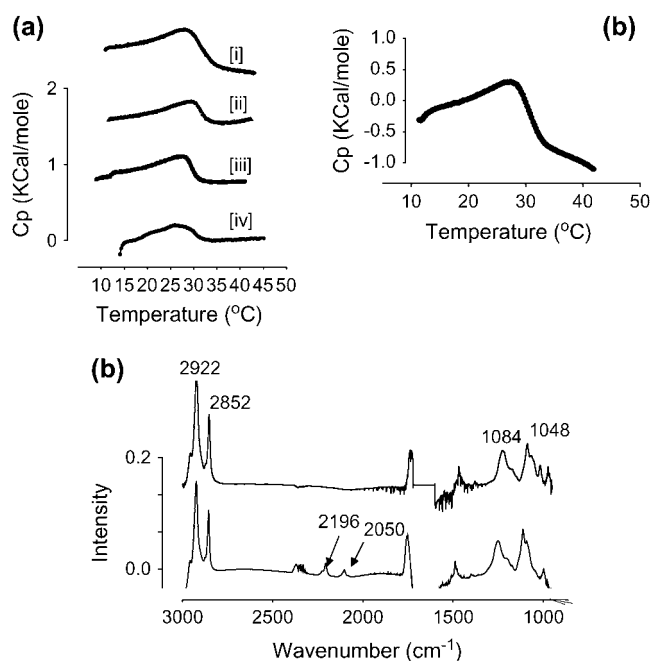 (a)
[i]
[ii]
[iii]
[iv]
2
1
0
Cp (KCal/mole)
10 15 20 25 30 35 40 45 50
Temperature (°C)
(b)
1.0
0.5
0.0
-0.5
-1.0
Cp (KCal/mole)
10 20 30 40 50
Temperature (°C)
(b)
2922
2852
1084 1048
0.2
2196
2050
0.0
Intensity
3000 2500 2000 1500 1000
Wavenumber (cm-1)